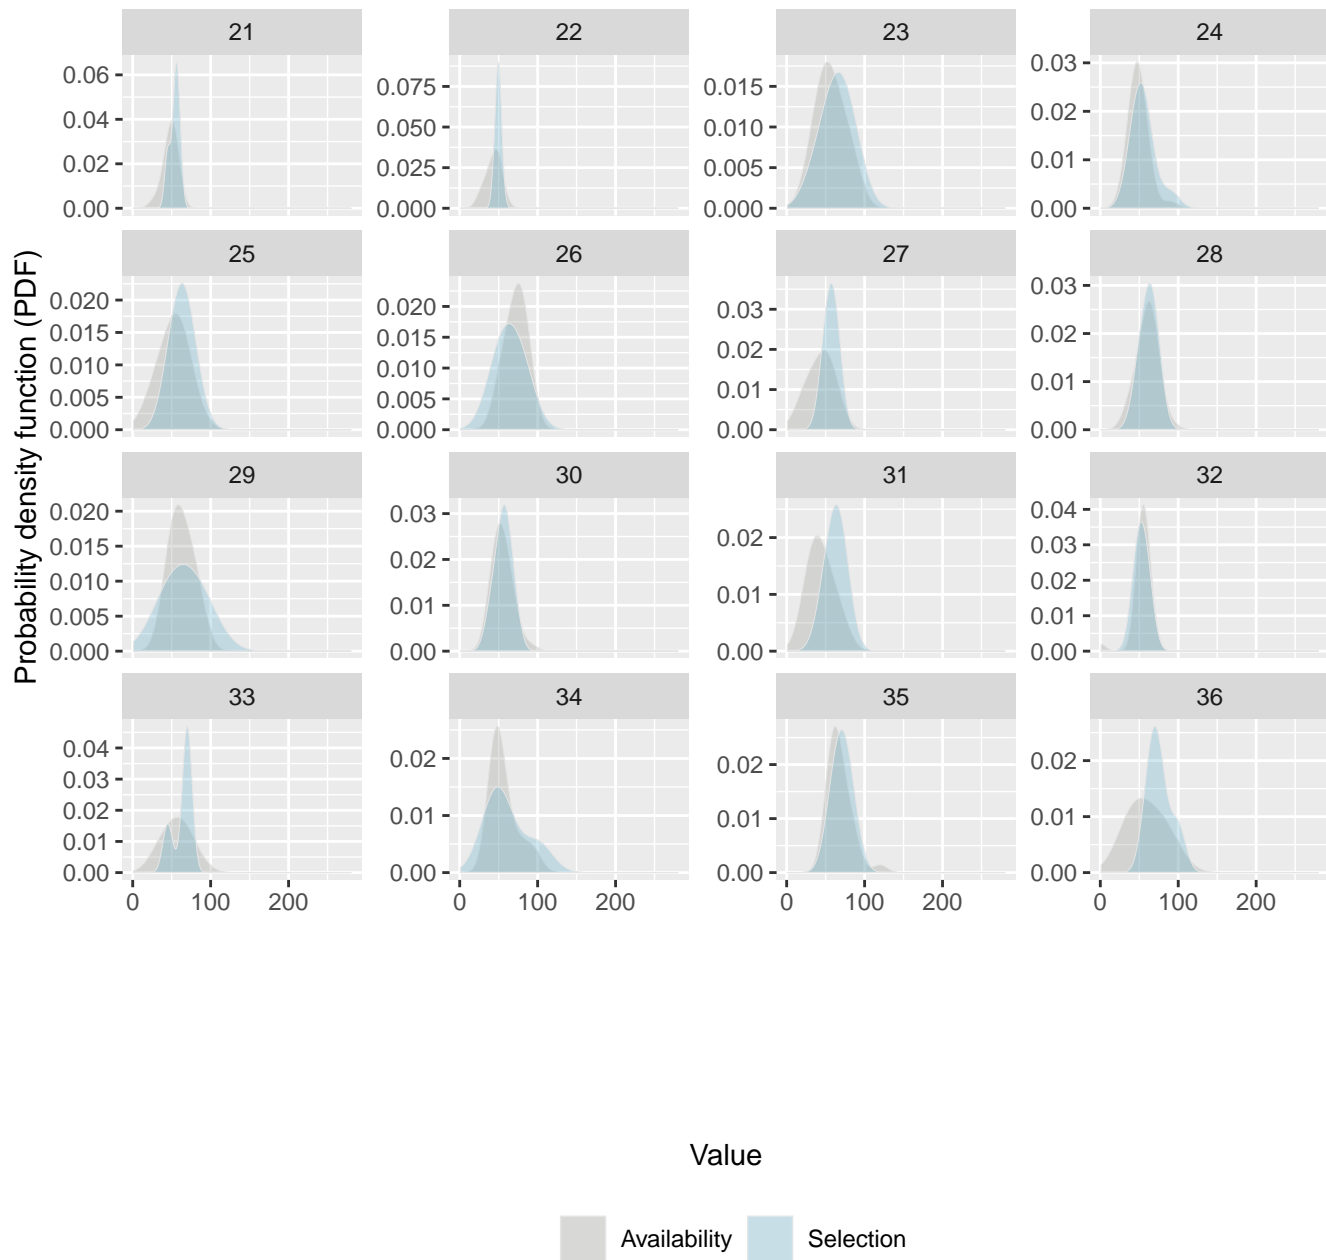 Probability density function (PDF)
21 22 23 24
0.06 0.04 0.02 0.00
0.075 0.050 0.025 0.000
0.015 0.010 0.005 0.000
0.03 0.02 0.01 0.00
25 26 27 28
0.020 0.015 0.010 0.005 0.000
0.020 0.015 0.010 0.005 0.000
0.03 0.02 0.01 0.00
0.03 0.02 0.01 0.00
29 30 31 32
0.020 0.015 0.010 0.005 0.000
0.03 0.02 0.01 0.00
0.02 0.01 0.00
0.04 0.03 0.02 0.01 0.00
33 34 35 36
0.04 0.03 0.02 0.01 0.00
0.02 0.01 0.00
0.02 0.01 0.00
0.02 0.01 0.00
0 100 200 0 100 200 0 100 200 0 100 200
Value
Availability Selection